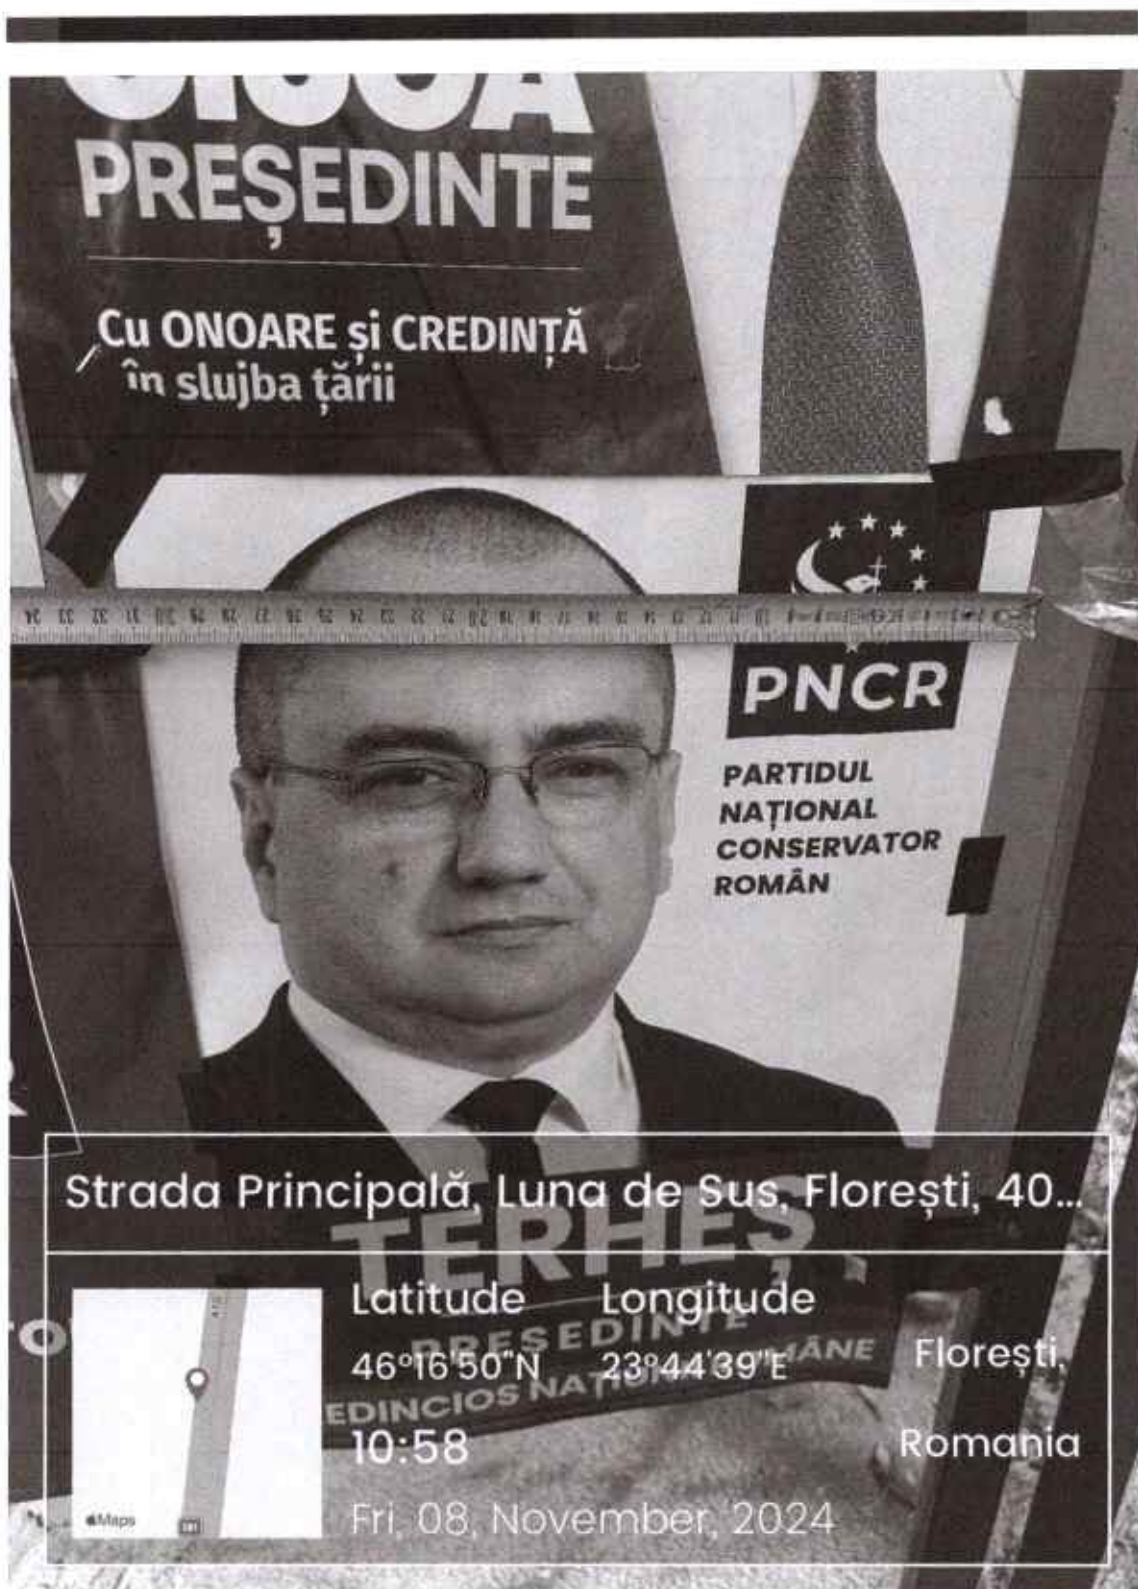 PREȘEDINTE
Cu ONOARE și CREDINȚĂ
în slujba țării
PNCR
PARTIDUL
NAȚIONAL
CONSERVATOR
ROMÂN
Strada Principală, Luna de Sus, Florești, 40...
TERHEȘ
Latitude Longitude
PREȘEDINTE
46°16'50"N 23°44'39"E
Florești,
EDINCIOS
10:58
Romania
Maps
Fri, 08, November, 2024